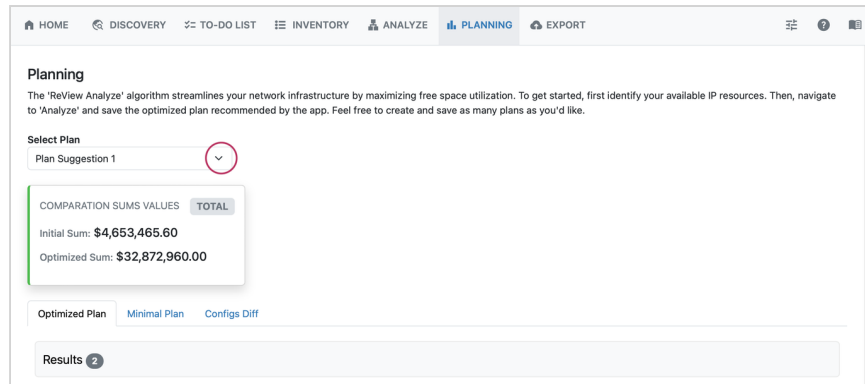 HOME DISCOVERY TO-DO LIST INVENTORY ANALYZE PLANNING EXPORT
Planning
The 'ReView Analyze' algorithm streamlines your network infrastructure by maximizing free space utilization. To get started, first identify your available IP resources. Then, navigate
to 'Analyze' and save the optimized plan recommended by the app. Feel free to create and save as many plans as you'd like.
Select Plan
Plan Suggestion 1
COMPARATION SUMS VALUES TOTAL
Initial Sum: $4,653,465.60
Optimized Sum: $32,872,960.00
Optimized Plan Minimal Plan Configs Diff
Results 2